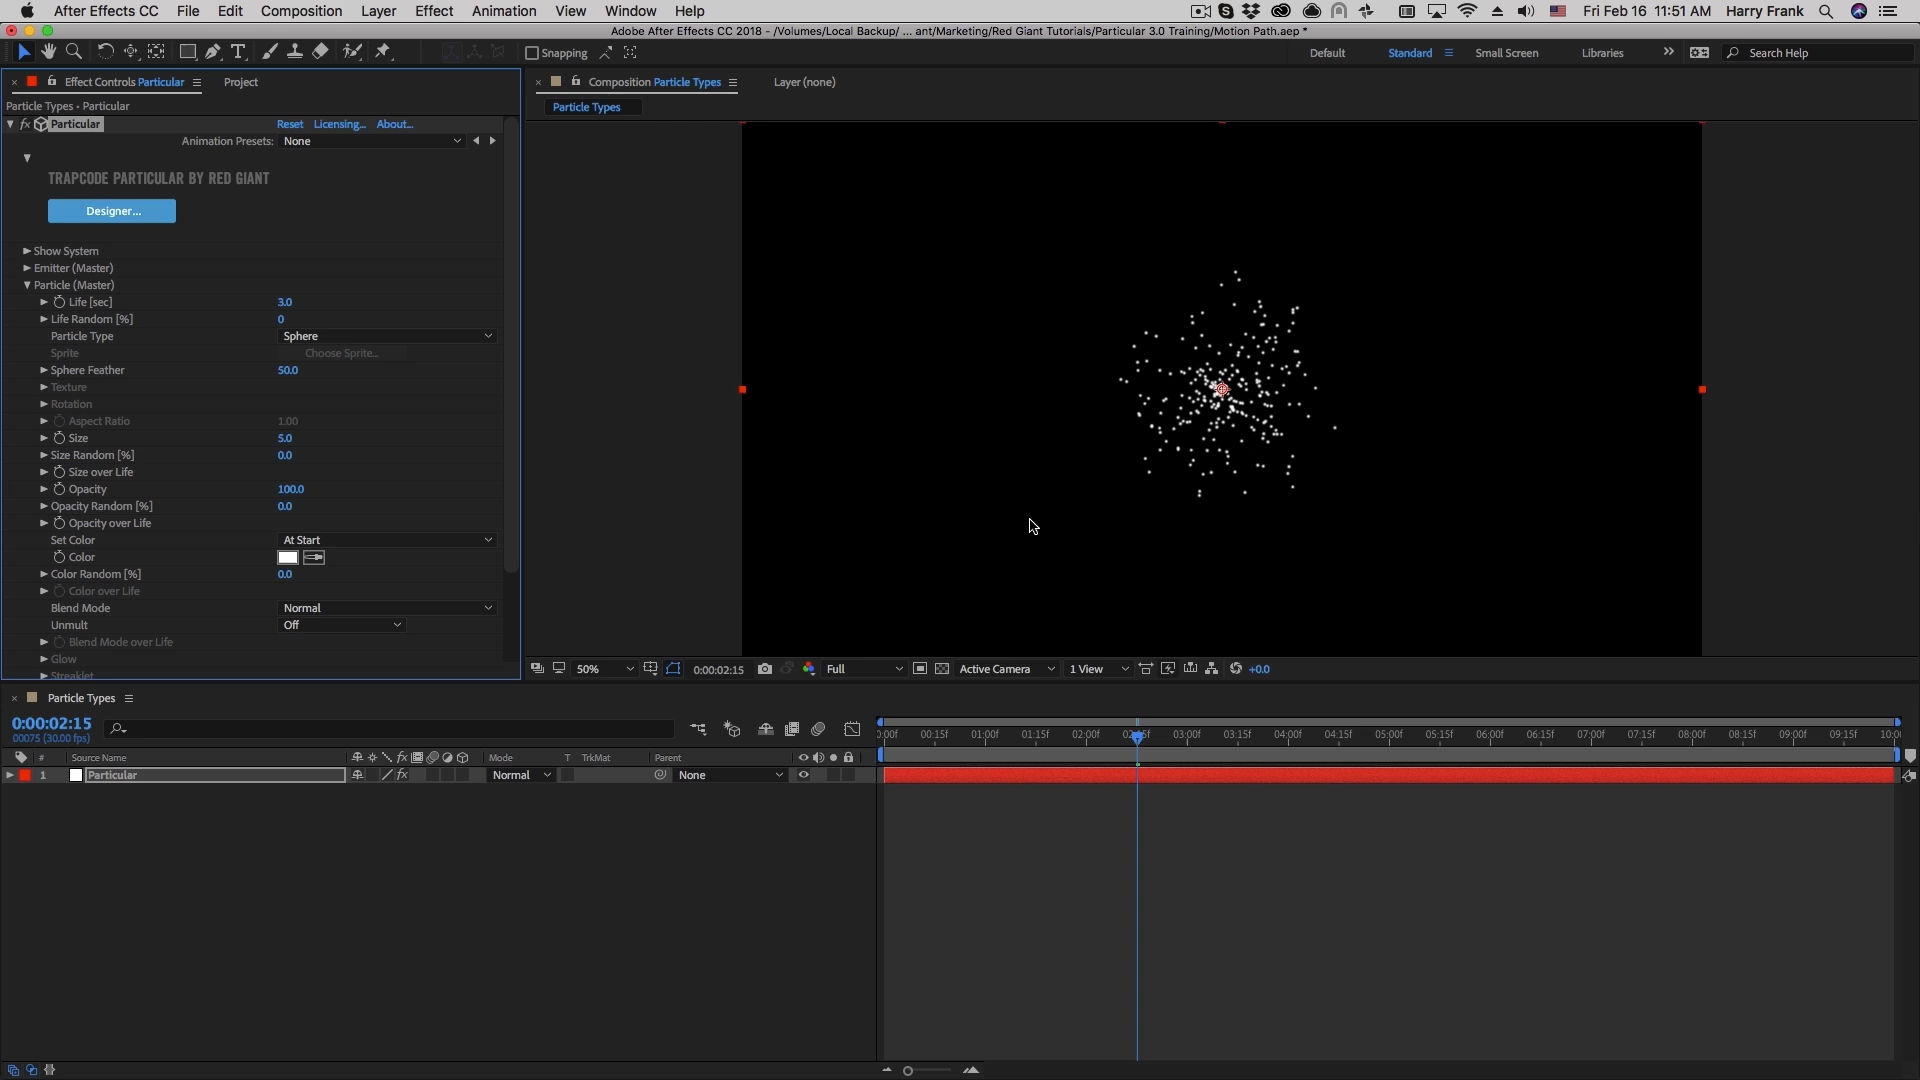 After Effects CC File Edit Composition Layer Effect Animation View Window Help Fri Feb 16 11:51 AM Harry Frank
Adobe After Effects CC 2018 - /Volumes/Local Backup/ ... ant/Marketing/Red Giant Tutorials/Particular 3.0 Training/Motion Path.aep *
Snapping Default Standard Small Screen Libraries Search Help
Effect Controls Particular Project
Composition Particle Types Layer (none)
Particle Types • Particular
Particle Types
fx Particular Reset Licensing... About...
Animation Presets: None
TRAPCODE PARTICULAR BY RED GIANT
Designer...
Show System
Emitter (Master)
Particle (Master)
Life [sec] 3.0
Life Random [%] 0
Particle Type Sphere
Sprite Choose Sprite...
Sphere Feather 50.0
Texture
Rotation
Aspect Ratio 1.00
Size 5.0
Size Random [%] 0.0
Size over Life
Opacity 100.0
Opacity Random [%] 0.0
Opacity over Life
Set Color At Start
Color
Color Random [%] 0.0
Color over Life
Blend Mode Normal
Unmult Off
Blend Mode over Life
Glow
Streaklet
50% 0:00:02:15 Full Active Camera 1 View +0.0
Particle Types
0:00:02:15
00075 (30.00 fps)
00:15f 01:00f 01:15f 02:00f 03:00f 03:15f 04:00f 04:15f 05:00f 05:15f 06:00f 06:15f 07:00f 07:15f 08:00f 08:15f 09:00f 09:15f
# Source Name fx Mode T TrkMat Parent
1 Particular fx Normal None